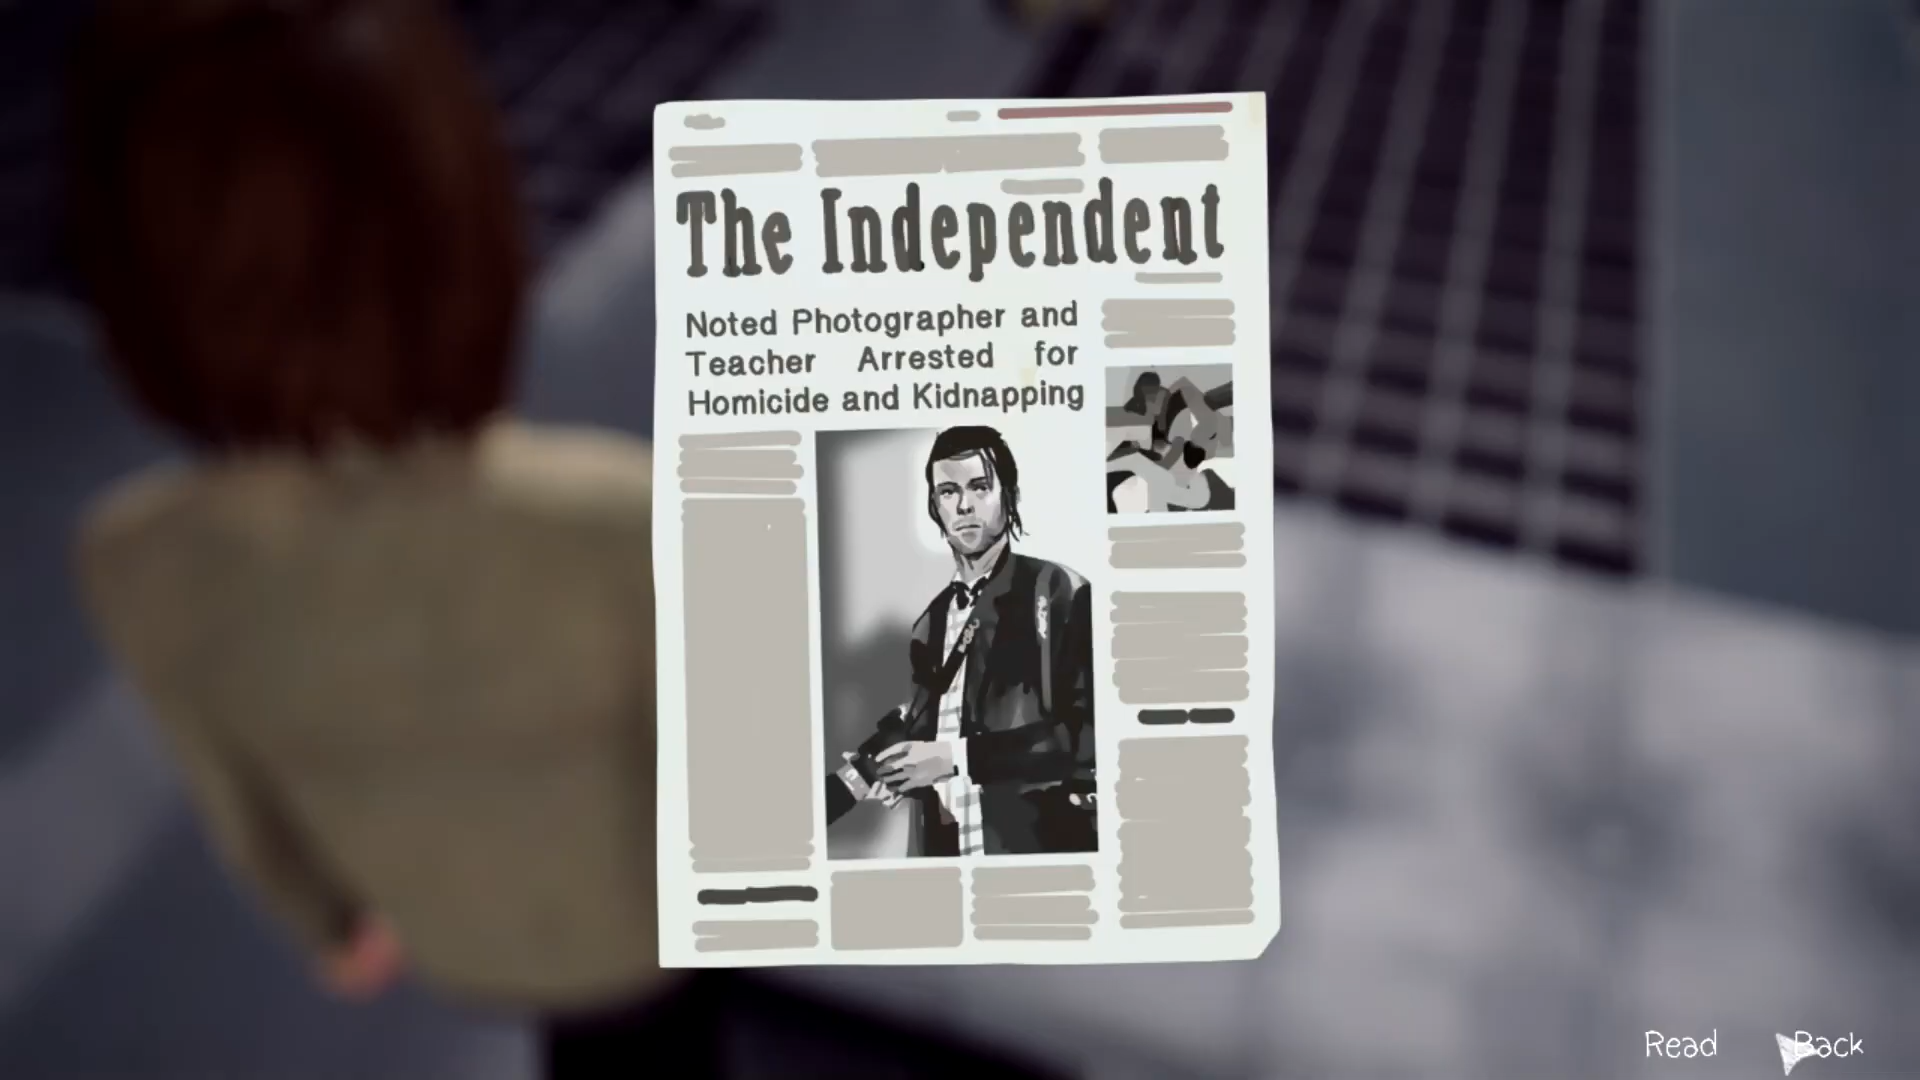 The Independent
Noted Photographer and
Teacher Arrested for
Homicide and Kidnapping
Read
Back